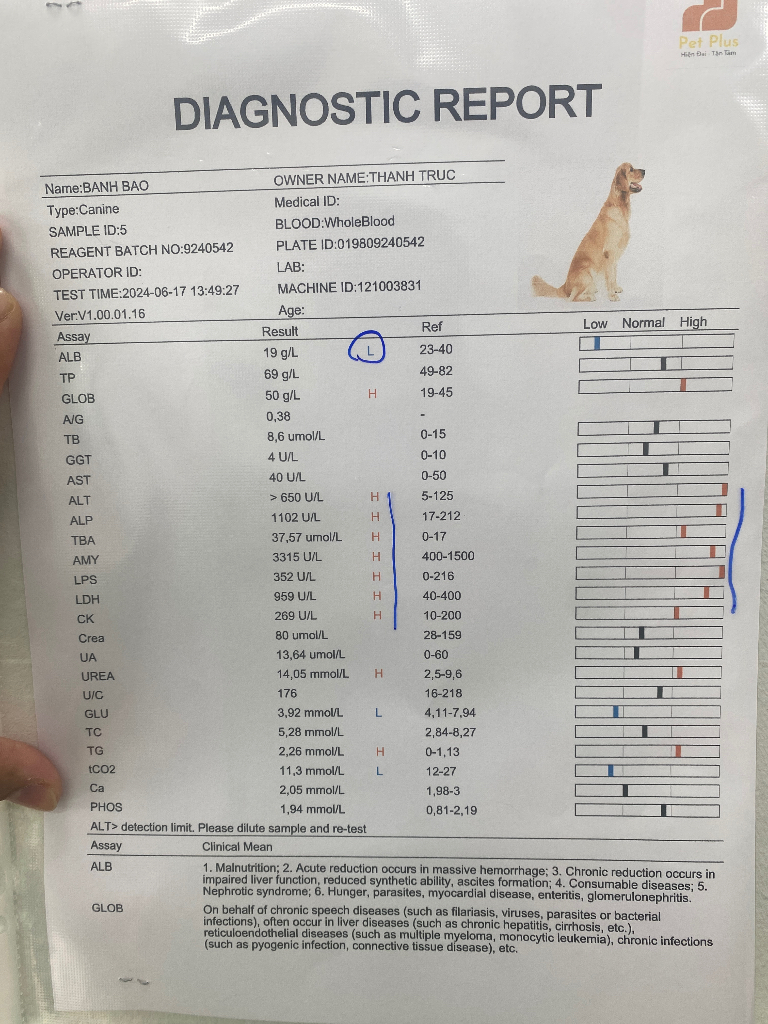 Pet Plus
Hiện Đại - Tận Tâm
DIAGNOSTIC REPORT
Name:BANH BAO OWNER NAME:THANH TRUC
Type:Canine Medical ID:
SAMPLE ID:5 BLOOD:WholeBlood
REAGENT BATCH NO:9240542 PLATE ID:019809240542
OPERATOR ID: LAB:
TEST TIME:2024-06-17 13:49:27 MACHINE ID:121003831
Ver:V1.00.01.16 Age:
Assay Result Ref Low Normal High
ALB 19 g/L L 23-40
TP 69 g/L 49-82
GLOB 50 g/L H 19-45
A/G 0,38 -
TB 8,6 umol/L 0-15
GGT 4 U/L 0-10
AST 40 U/L 0-50
ALT > 650 U/L H 5-125
ALP 1102 U/L H 17-212
TBA 37,57 umol/L H 0-17
AMY 3315 U/L H 400-1500
LPS 352 U/L H 0-216
LDH 959 U/L H 40-400
CK 269 U/L H 10-200
Crea 80 umol/L 28-159
UA 13,64 umol/L 0-60
UREA 14,05 mmol/L H 2,5-9,6
U/C 176 16-218
GLU 3,92 mmol/L L 4,11-7,94
TC 5,28 mmol/L 2,84-8,27
TG 2,26 mmol/L H 0-1,13
tCO2 11,3 mmol/L L 12-27
Ca 2,05 mmol/L 1,98-3
PHOS 1,94 mmol/L 0,81-2,19
ALT> detection limit. Please dilute sample and re-test
Assay Clinical Mean
ALB 1. Malnutrition; 2. Acute reduction occurs in massive hemorrhage; 3. Chronic reduction occurs in
impaired liver function, reduced synthetic ability, ascites formation; 4. Consumable diseases; 5.
Nephrotic syndrome; 6. Hunger, parasites, myocardial disease, enteritis, glomerulonephritis.
GLOB On behalf of chronic speech diseases (such as filariasis, viruses, parasites or bacterial
infections), often occur in liver diseases (such as chronic hepatitis, cirrhosis, etc.),
reticuloendothelial diseases (such as multiple myeloma, monocytic leukemia), chronic infections
(such as pyogenic infection, connective tissue disease), etc.